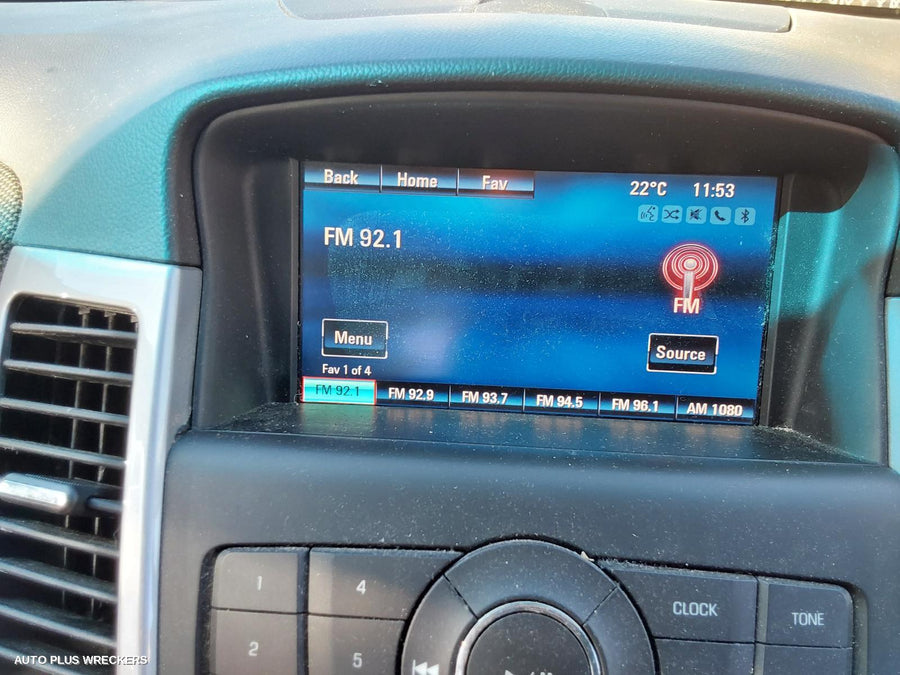 Back Home Fav 22°C 11:53
FM 92.1
FM
Menu
Source
Fav 1 of 4
FM 92.1 FM 92.9 FM 93.7 FM 94.5 FM 96.1 AM 1080
1 4 CLOCK TONE
2 5
AUTO PLUS WRECKERS